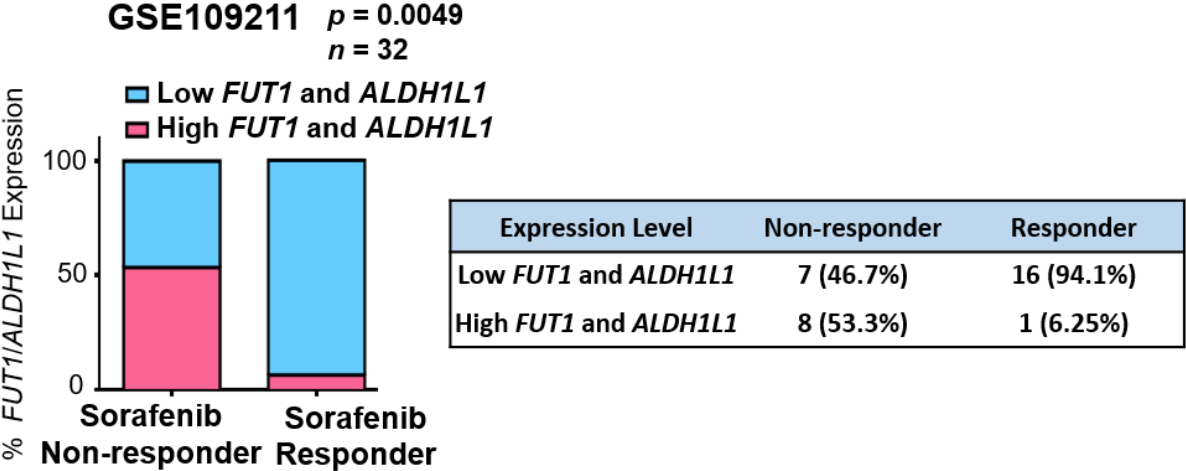 GSE109211
p = 0.0049
n = 32
Low FUT1 and ALDH1L1
High FUT1 and ALDH1L1
% FUT1/ALDH1L1 Expression
100
50
0
Sorafenib Non-responder
Sorafenib Responder
Expression Level Non-responder Responder
Low FUT1 and ALDH1L1 7 (46.7%) 16 (94.1%)
High FUT1 and ALDH1L1 8 (53.3%) 1 (6.25%)